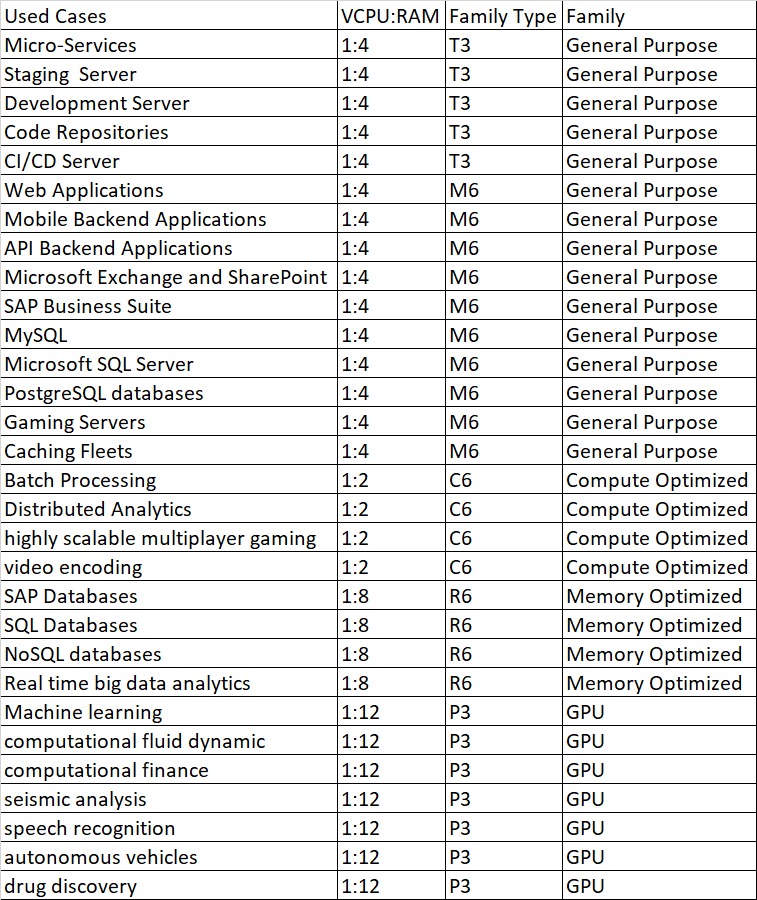 Used Cases VCPU:RAM Family Type Family
Micro-Services 1:4 T3 General Purpose
Staging  Server 1:4 T3 General Purpose
Development Server 1:4 T3 General Purpose
Code Repositories 1:4 T3 General Purpose
CI/CD Server 1:4 T3 General Purpose
Web Applications 1:4 M6 General Purpose
Mobile Backend Applications 1:4 M6 General Purpose
API Backend Applications 1:4 M6 General Purpose
Microsoft Exchange and SharePoint 1:4 M6 General Purpose
SAP Business Suite 1:4 M6 General Purpose
MySQL 1:4 M6 General Purpose
Microsoft SQL Server 1:4 M6 General Purpose
PostgreSQL databases 1:4 M6 General Purpose
Gaming Servers 1:4 M6 General Purpose
Caching Fleets 1:4 M6 General Purpose
Batch Processing 1:2 C6 Compute Optimized
Distributed Analytics 1:2 C6 Compute Optimized
highly scalable multiplayer gaming 1:2 C6 Compute Optimized
video encoding 1:2 C6 Compute Optimized
SAP Databases 1:8 R6 Memory Optimized
SQL Databases 1:8 R6 Memory Optimized
NoSQL databases 1:8 R6 Memory Optimized
Real time big data analytics 1:8 R6 Memory Optimized
Machine learning 1:12 P3 GPU
computational fluid dynamic 1:12 P3 GPU
computational finance 1:12 P3 GPU
seismic analysis 1:12 P3 GPU
speech recognition 1:12 P3 GPU
autonomous vehicles 1:12 P3 GPU
drug discovery 1:12 P3 GPU